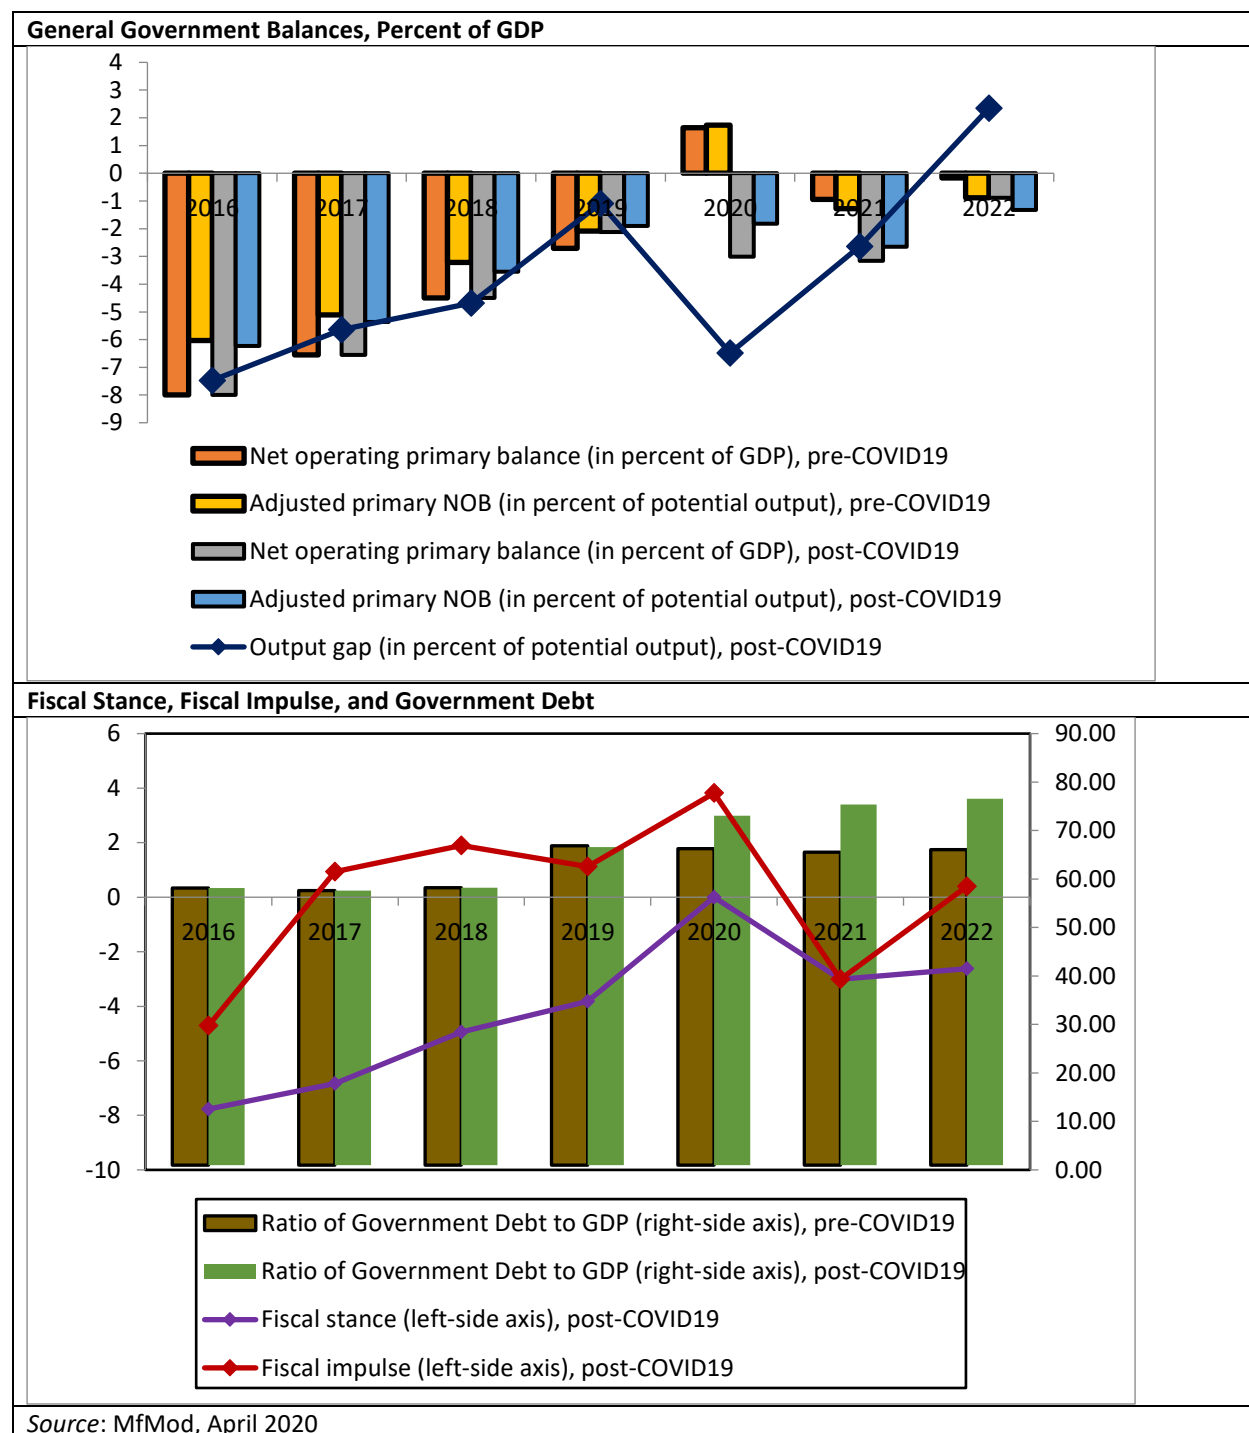 General Government Balances, Percent of GDP
4
3
2
1
0
-1
-2
-3
-4
-5
-6
-7
-8
-9
2016 2017 2018 2019 2020 2021 2022
Net operating primary balance (in percent of GDP), pre-COVID19
Adjusted primary NOB (in percent of potential output), pre-COVID19
Net operating primary balance (in percent of GDP), post-COVID19
Adjusted primary NOB (in percent of potential output), post-COVID19
Output gap (in percent of potential output), post-COVID19
Fiscal Stance, Fiscal Impulse, and Government Debt
6
4
2
0
-2
-4
-6
-8
-10
2016 2017 2018 2019 2020 2021 2022
90.00
80.00
70.00
60.00
50.00
40.00
30.00
20.00
10.00
0.00
Ratio of Government Debt to GDP (right-side axis), pre-COVID19
Ratio of Government Debt to GDP (right-side axis), post-COVID19
Fiscal stance (left-side axis), post-COVID19
Fiscal impulse (left-side axis), post-COVID19
Source: MfMod, April 2020